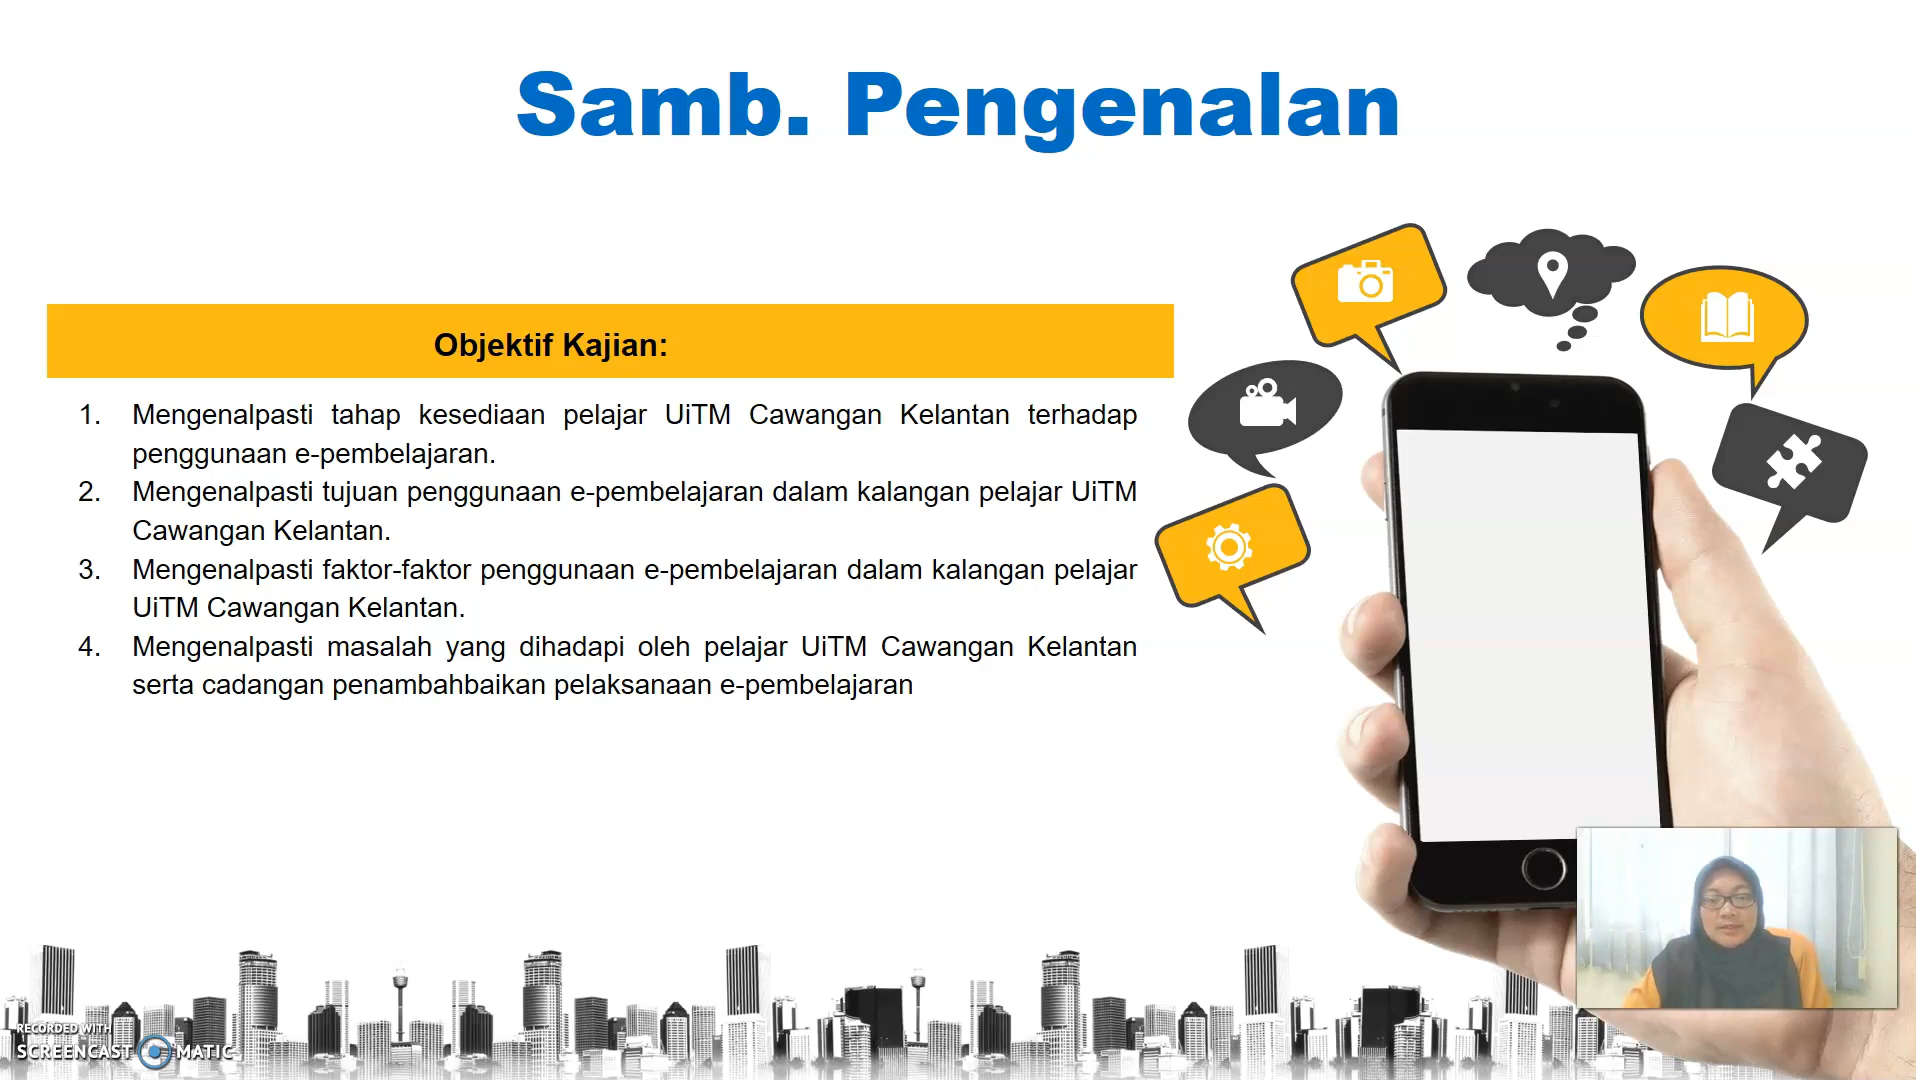 Samb. Pengenalan
Objektif Kajian:
1. Mengenalpasti tahap kesediaan pelajar UiTM Cawangan Kelantan terhadap
penggunaan e-pembelajaran.
2. Mengenalpasti tujuan penggunaan e-pembelajaran dalam kalangan pelajar UiTM
Cawangan Kelantan.
3. Mengenalpasti faktor-faktor penggunaan e-pembelajaran dalam kalangan pelajar
UiTM Cawangan Kelantan.
4. Mengenalpasti masalah yang dihadapi oleh pelajar UiTM Cawangan Kelantan
serta cadangan penambahbaikan pelaksanaan e-pembelajaran
RECORDED WITH
SCREENCAST MATIC